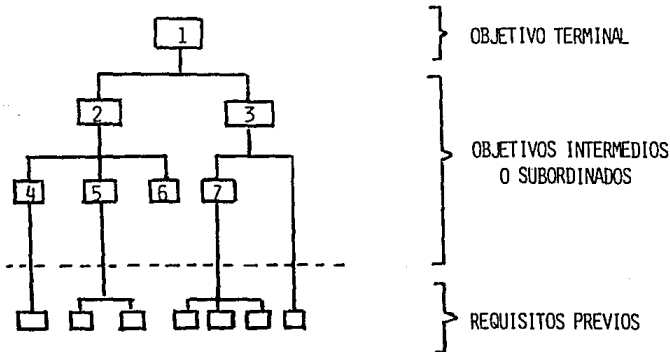 1
OBJETIVO TERMINAL
2
3
OBJETIVOS INTERMEDIOS
O SUBORDINADOS
4
5
6
7
REQUISITOS PREVIOS